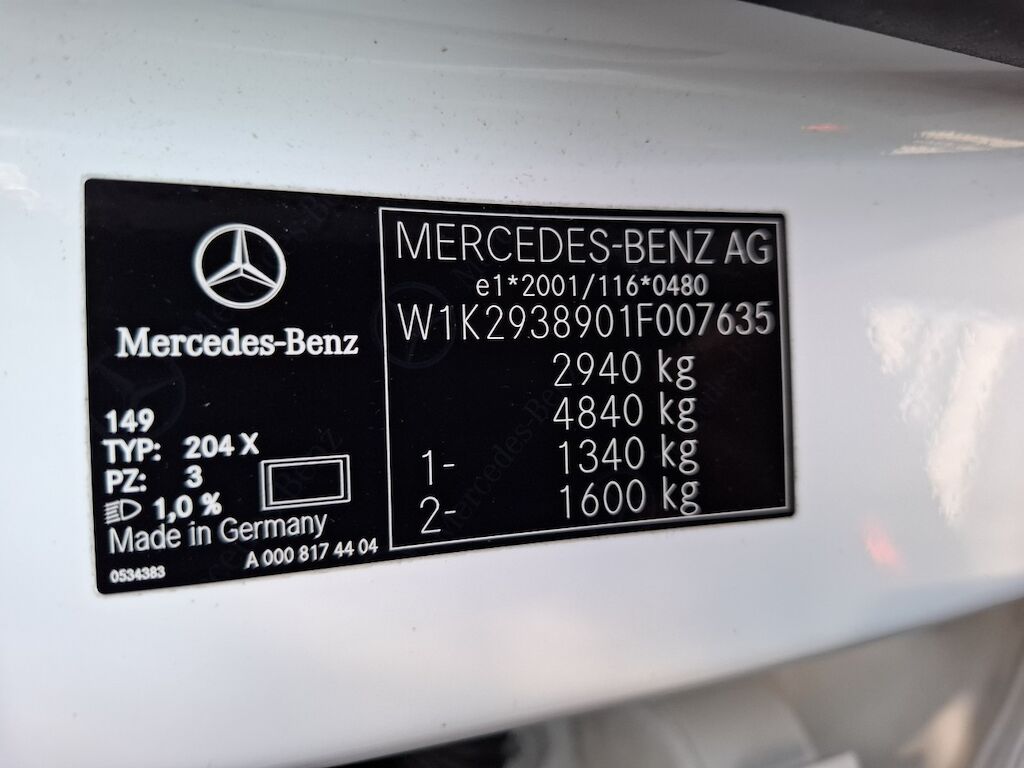 Mercedes-Benz
149
TYP: 204 X
PZ: 3
1,0 %
Made in Germany
A 000 817 44 04
0534383
MERCEDES-BENZ AG
e1*2001/116*0480
W1K2938901F007635
2940 kg
4840 kg
1- 1340 kg
2- 1600 kg